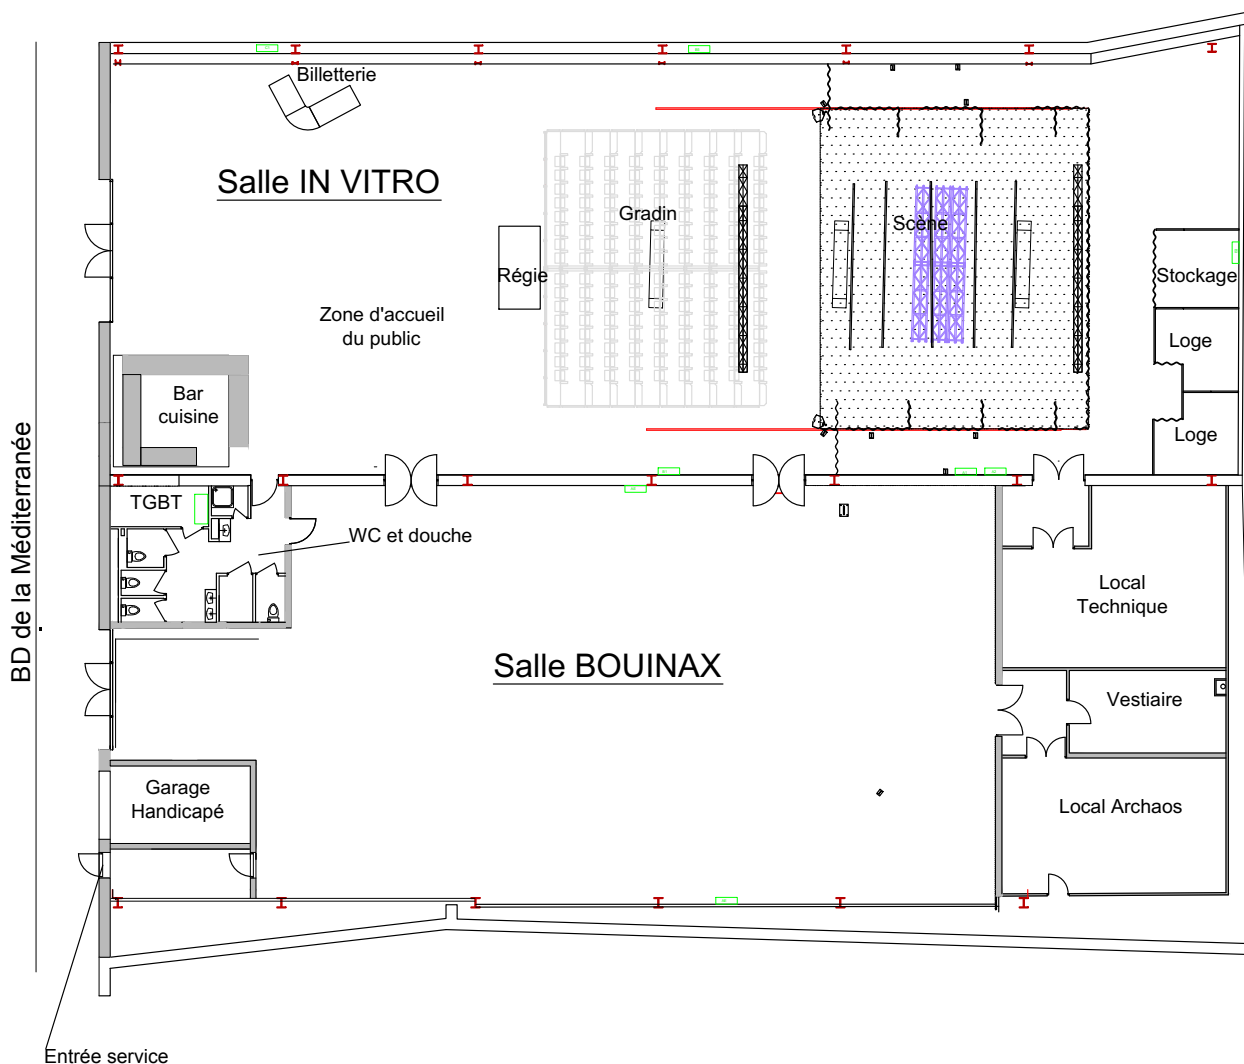 Billetterie
Salle IN VITRO
Gradin
Scène
Régie
Stockage
Zone d'accueil
du public
Loge
Bar
cuisine
Loge
TGBT
WC et douche
BD de la Méditerranée
Local
Technique
Salle BOUINAX
Vestiaire
Garage
Handicapé
Local Archaos
Entrée service